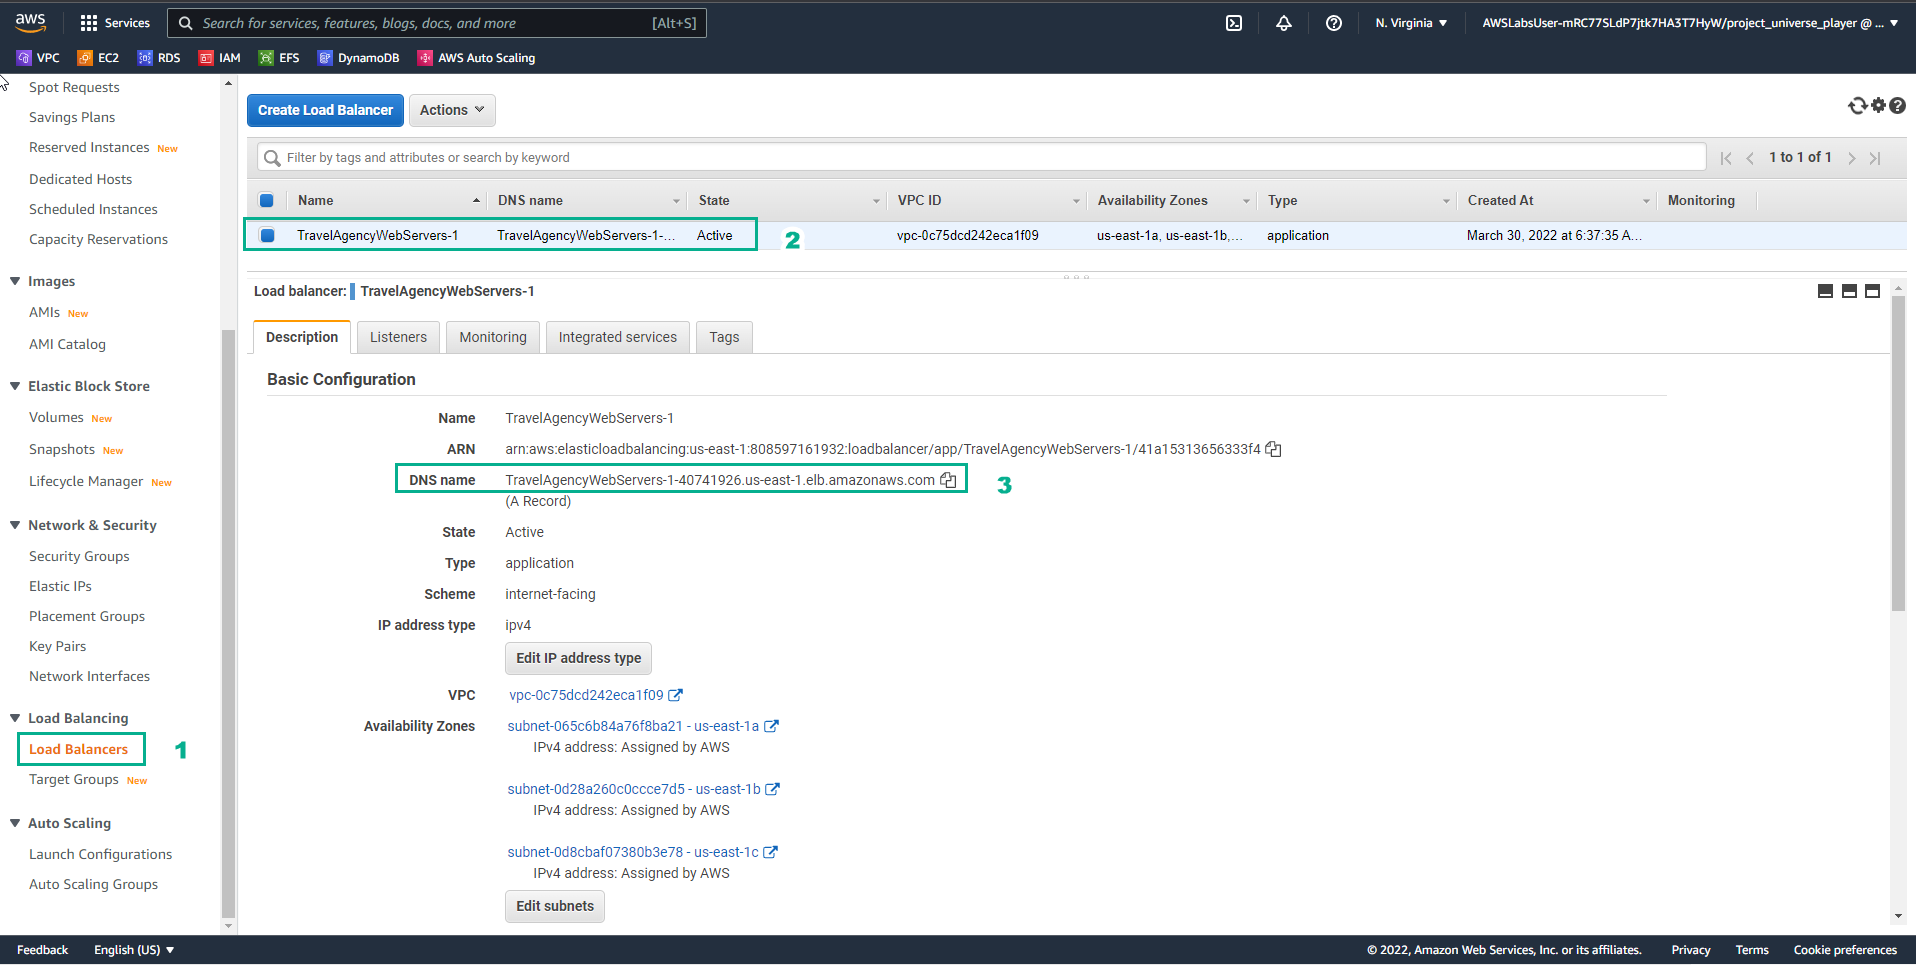 aws Services Search for services, features, blogs, docs, and more [Alt+S] N. Virginia AWSLabsUser-mRC77SLdP7jtk7HA3T7HyW/project_universe_player @ ...
VPC EC2 RDS IAM EFS DynamoDB AWS Auto Scaling
Spot Requests
Savings Plans
Reserved Instances New
Dedicated Hosts
Scheduled Instances
Capacity Reservations
Images
AMIs New
AMI Catalog
Elastic Block Store
Volumes New
Snapshots New
Lifecycle Manager New
Network & Security
Security Groups
Elastic IPs
Placement Groups
Key Pairs
Network Interfaces
Load Balancing
Load Balancers 1
Target Groups New
Auto Scaling
Launch Configurations
Auto Scaling Groups
Create Load Balancer Actions
Filter by tags and attributes or search by keyword 1 to 1 of 1
Name DNS name State VPC ID Availability Zones Type Created At Monitoring
TravelAgencyWebServers-1 TravelAgencyWebServers-1-... Active 2 vpc-0c75dcd242eca1f09 us-east-1a, us-east-1b,... application March 30, 2022 at 6:37:35 A...
Load balancer: TravelAgencyWebServers-1
Description Listeners Monitoring Integrated services Tags
Basic Configuration
Name TravelAgencyWebServers-1
ARN arn:aws:elasticloadbalancing:us-east-1:808597161932:loadbalancer/app/TravelAgencyWebServers-1/41a15313656333f4
DNS name TravelAgencyWebServers-1-40741926.us-east-1.elb.amazonaws.com 3
(A Record)
State Active
Type application
Scheme internet-facing
IP address type ipv4
Edit IP address type
VPC vpc-0c75dcd242eca1f09
Availability Zones subnet-065c6b84a76f8ba21 - us-east-1a
IPv4 address: Assigned by AWS
subnet-0d28a260c0ccce7d5 - us-east-1b
IPv4 address: Assigned by AWS
subnet-0d8cbaf07380b3e78 - us-east-1c
IPv4 address: Assigned by AWS
Edit subnets
Feedback English (US) © 2022, Amazon Web Services, Inc. or its affiliates. Privacy Terms Cookie preferences